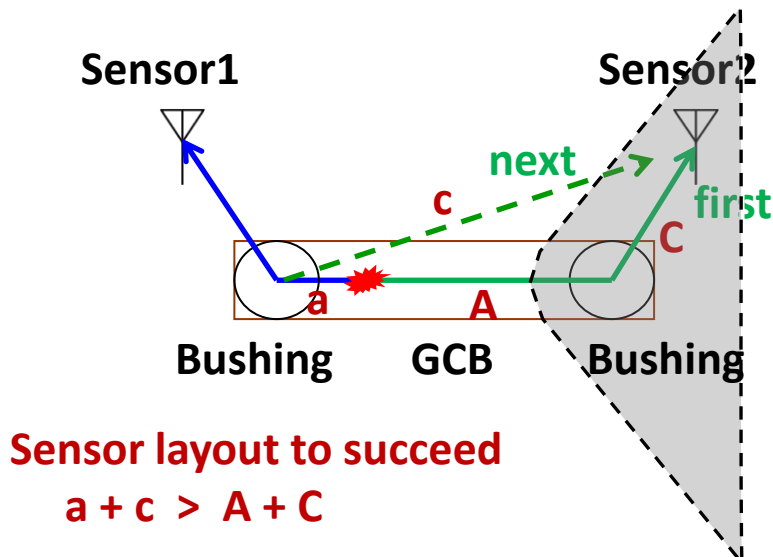 Sensor1
Sensor2
next
c
first
C
a
A
Bushing
GCB
Bushing
Sensor layout to succeed
a + c > A + C